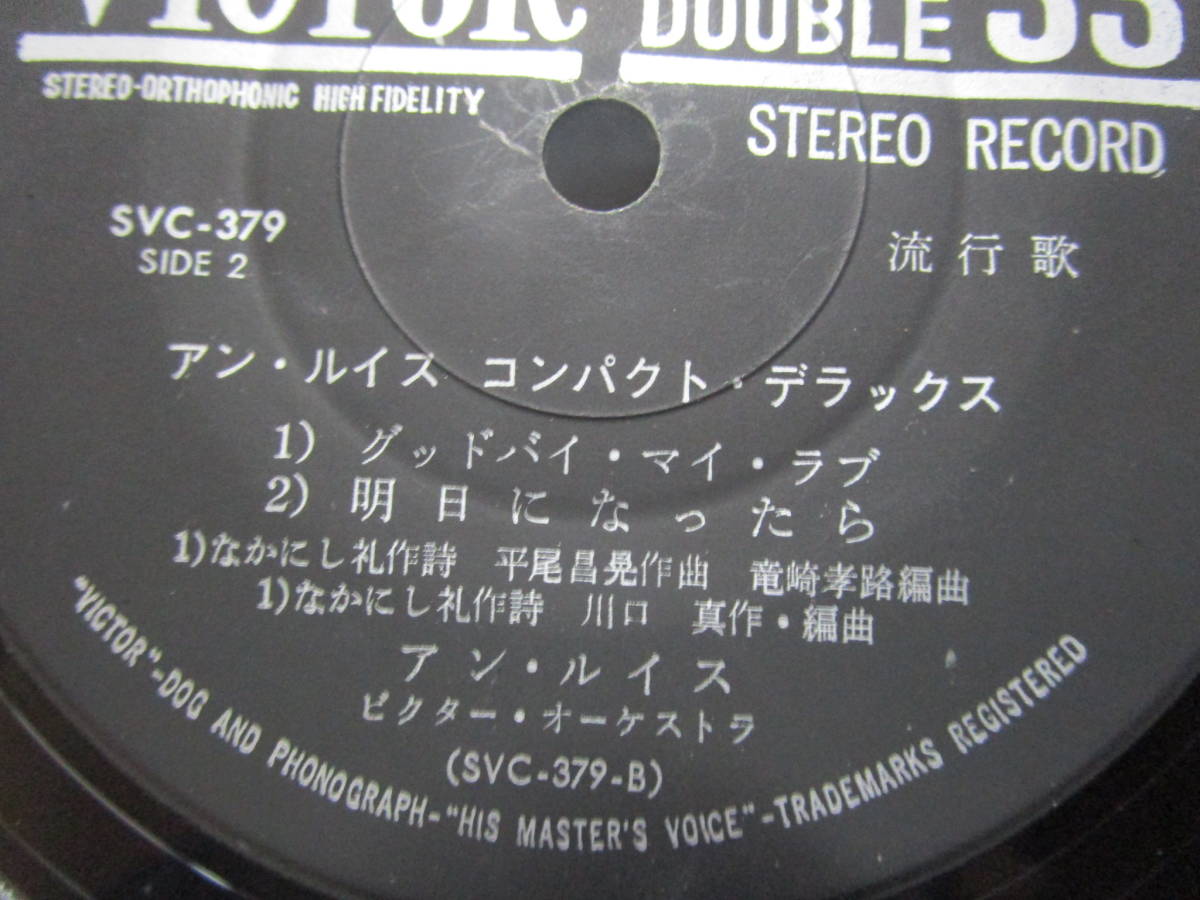 VICTOR DOUBLE 33
STEREO-ORTHOPHONIC HIGH FIDELITY
STEREO RECORD
SVC-379
SIDE 2
流行歌
アン・ルイス コンパクト・デラックス
1) グッドバイ・マイ・ラブ
2) 明日になったら
1)なかにし礼作詩 平尾昌晃作曲 竜崎孝路編曲
1)なかにし礼作詩 川口 真作・編曲
アン・ルイス
ビクター・オーケストラ
(SVC-379-B)
"VICTOR"-DOG AND PHONOGRAPH-"HIS MASTER'S VOICE"-TRADEMARKS REGISTERED